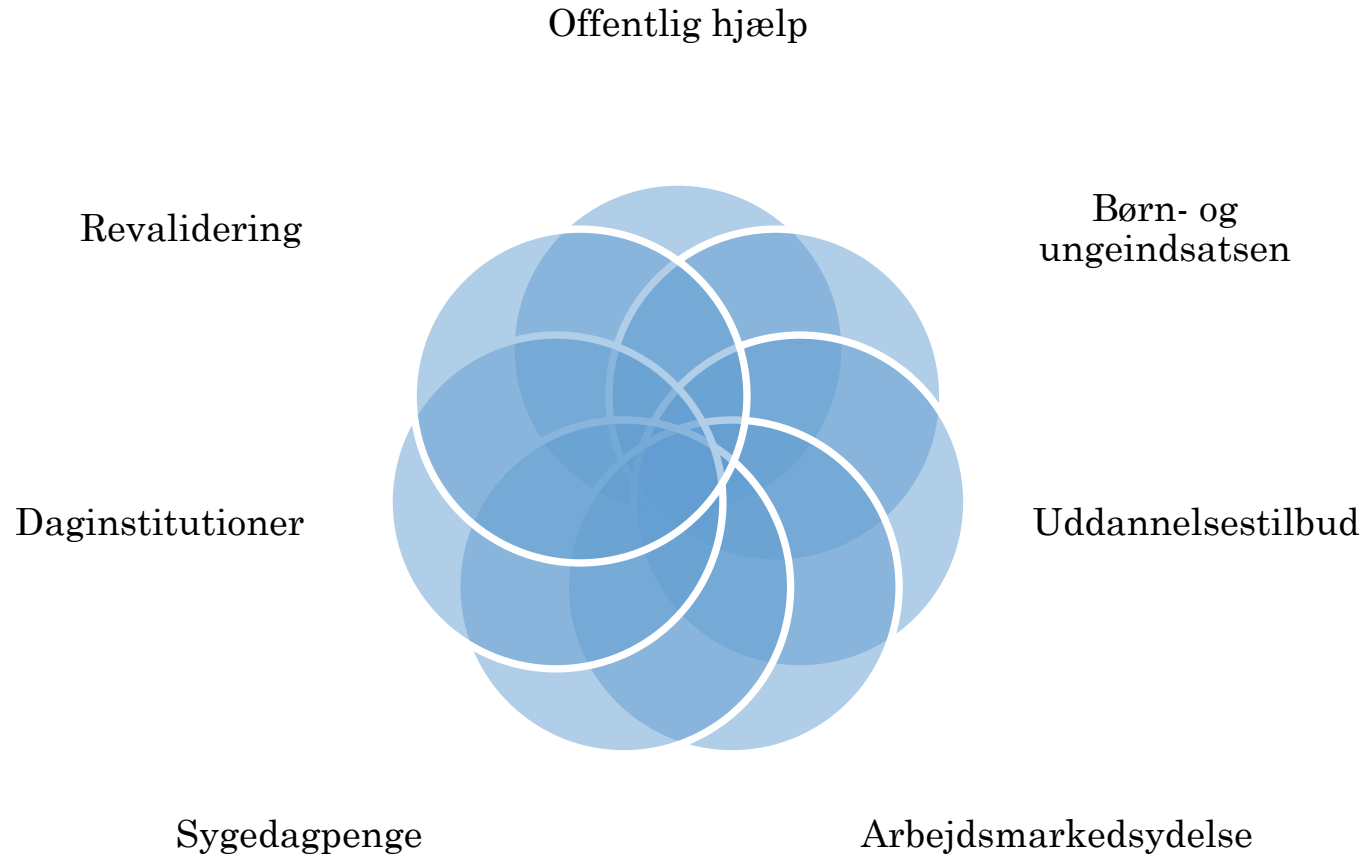 Offentlig hjælp
Revalidering
Børn- og
ungeindsatsen
Daginstitutioner
Uddannelsestilbud
Sygedagpenge
Arbejdsmarkedsydelse